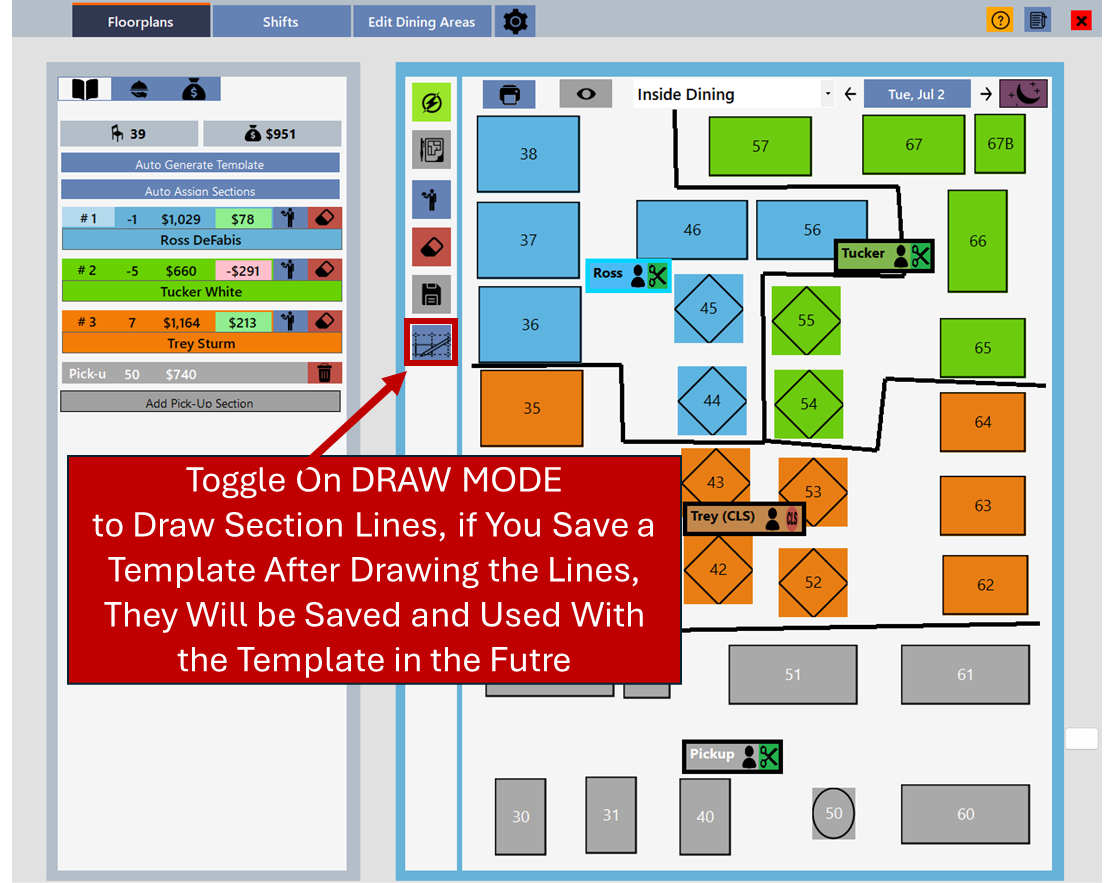 Floorplans
Shifts
Edit Dining Areas
?
x
Inside Dining
Tue, Jul 2
39
$951
Auto Generate Template
Auto Assign Sections
# 1 -1 $1,029 $78
Ross DeFabis
# 2 -5 $660 -$291
Tucker White
# 3 7 $1,164 $213
Trey Sturm
Pick-u 50 $740
Add Pick-Up Section
Toggle On DRAW MODE
to Draw Section Lines, if You Save a
Template After Drawing the Lines,
They Will be Saved and Used With
the Template in the Futre
38
57
67
67B
37
46
56
66
Tucker
Ross
45
55
36
65
44
54
35
64
43
53
Trey (CLS)
CLS
63
42
52
62
51
61
Pickup
30
31
40
50
60